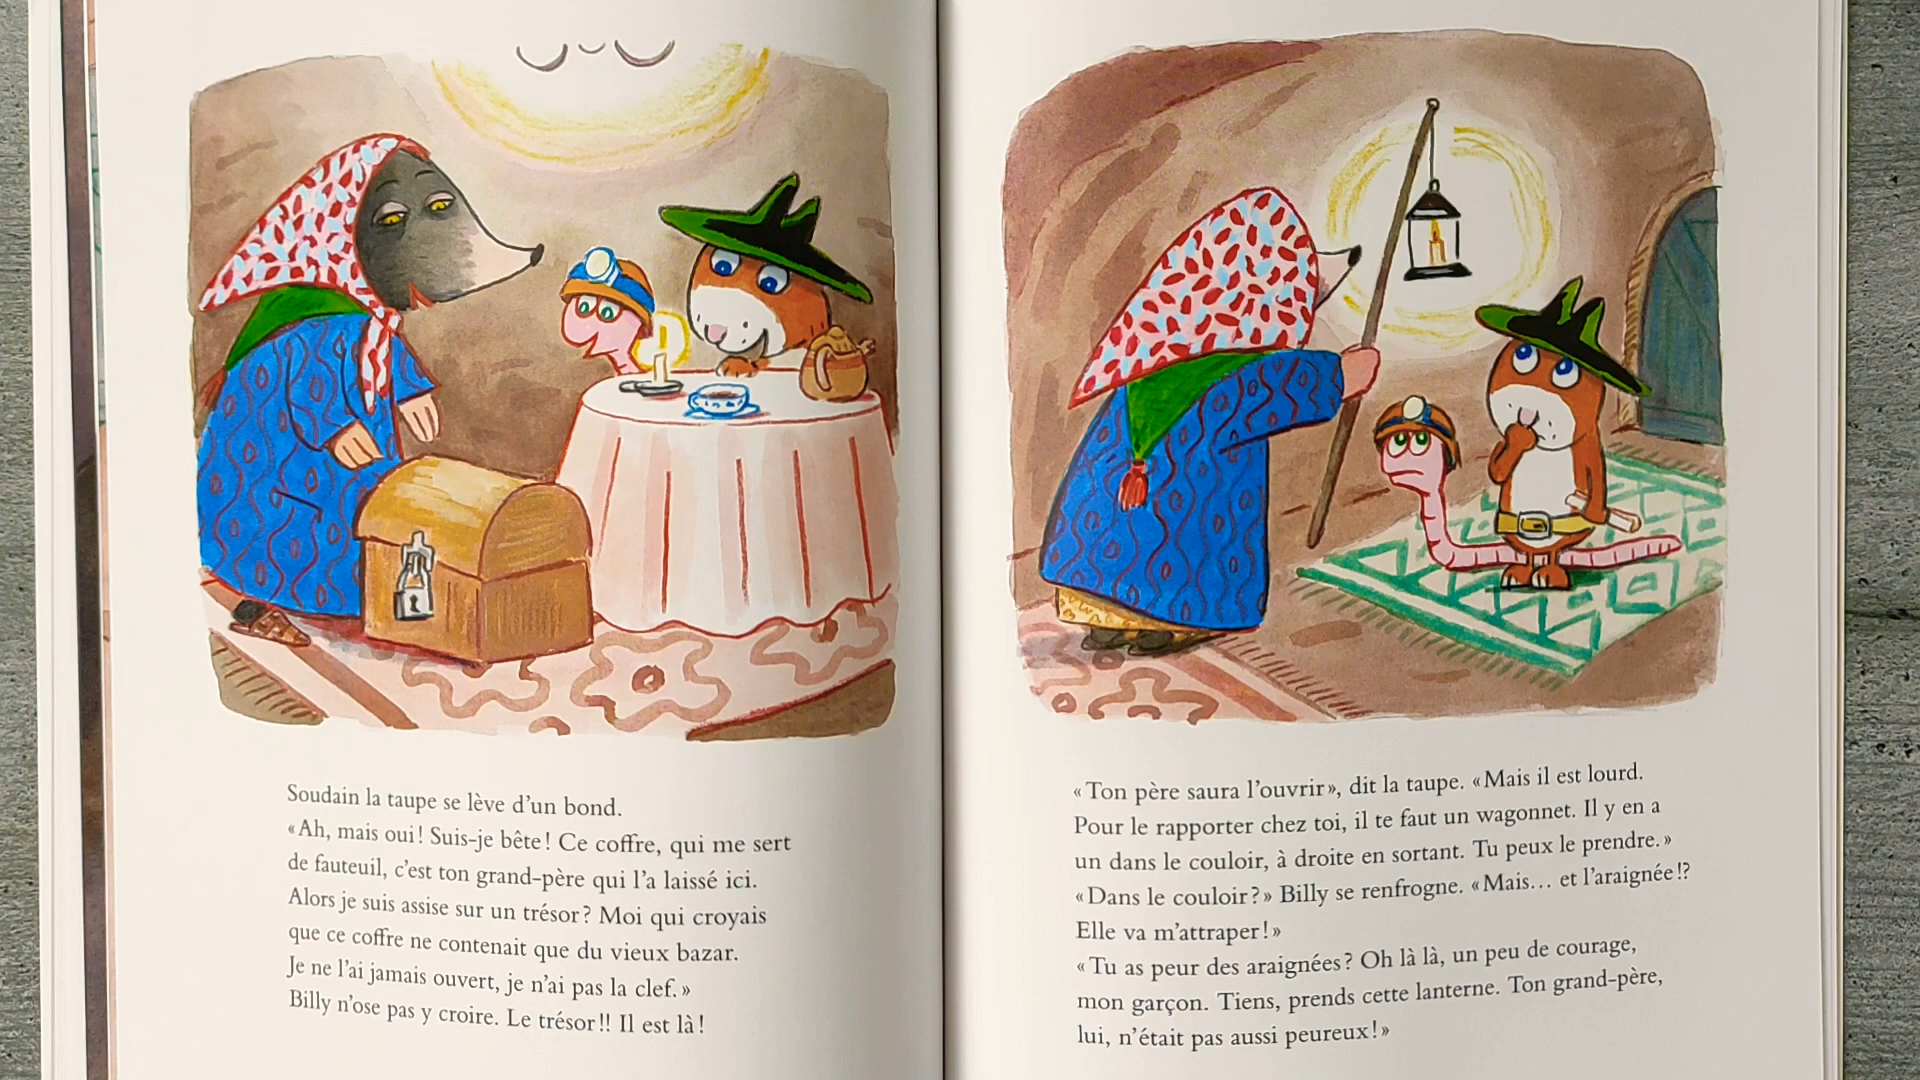 Soudain la taupe se lève d'un bond.
«Ah, mais oui! Suis-je bête! Ce coffre, qui me sert
de fauteuil, c'est ton grand-père qui l'a laissé ici.
Alors je suis assise sur un trésor? Moi qui croyais
que ce coffre ne contenait que du vieux bazar.
Je ne l'ai jamais ouvert, je n'ai pas la clef.»
Billy n'ose pas y croire. Le trésor!! Il est là!
«Ton père saura l'ouvrir», dit la taupe. «Mais il est lourd.
Pour le rapporter chez toi, il te faut un wagonnet. Il y en a
un dans le couloir, à droite en sortant. Tu peux le prendre.»
«Dans le couloir?» Billy se renfrogne. «Mais... et l'araignée!?
Elle va m'attraper!»
«Tu as peur des araignées? Oh là là, un peu de courage,
mon garçon. Tiens, prends cette lanterne. Ton grand-père,
lui, n'était pas aussi peureux!»